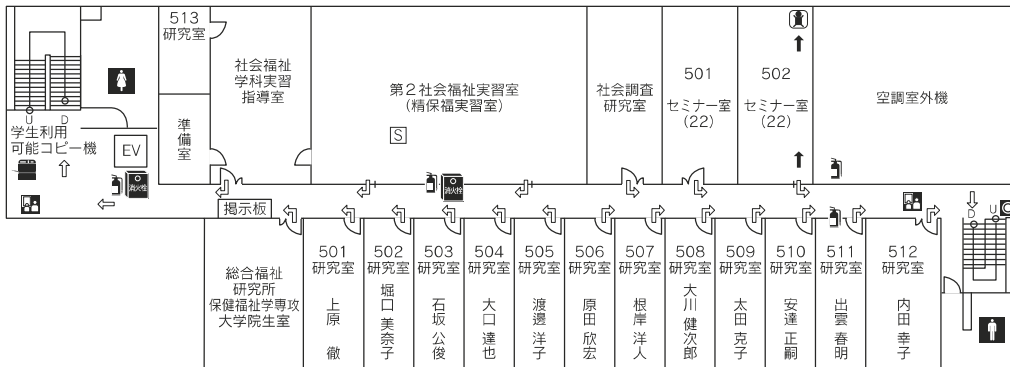 513
研究室
社会福祉
学科実習
指導室
第2社会福祉実習室
(精保福実習室)
S
社会調査
研究室
501
セミナー室
(22)
502
セミナー室
(22)
空調室外機
U D
学生利用
可能コピー機
EV
準備室
消火栓
消火栓
掲示板
D U
総合福祉
研究所
保健福祉学専攻
大学院生室
501
研究室
上原 徹
502
研究室
堀口 美奈子
503
研究室
石坂 公俊
504
研究室
大口 達也
505
研究室
渡邊 洋子
506
研究室
原田 欣宏
507
研究室
根岸 洋人
508
研究室
大川 健次郎
509
研究室
太田 克子
510
研究室
安達 正嗣
511
研究室
出雲 春明
512
研究室
内田 幸子